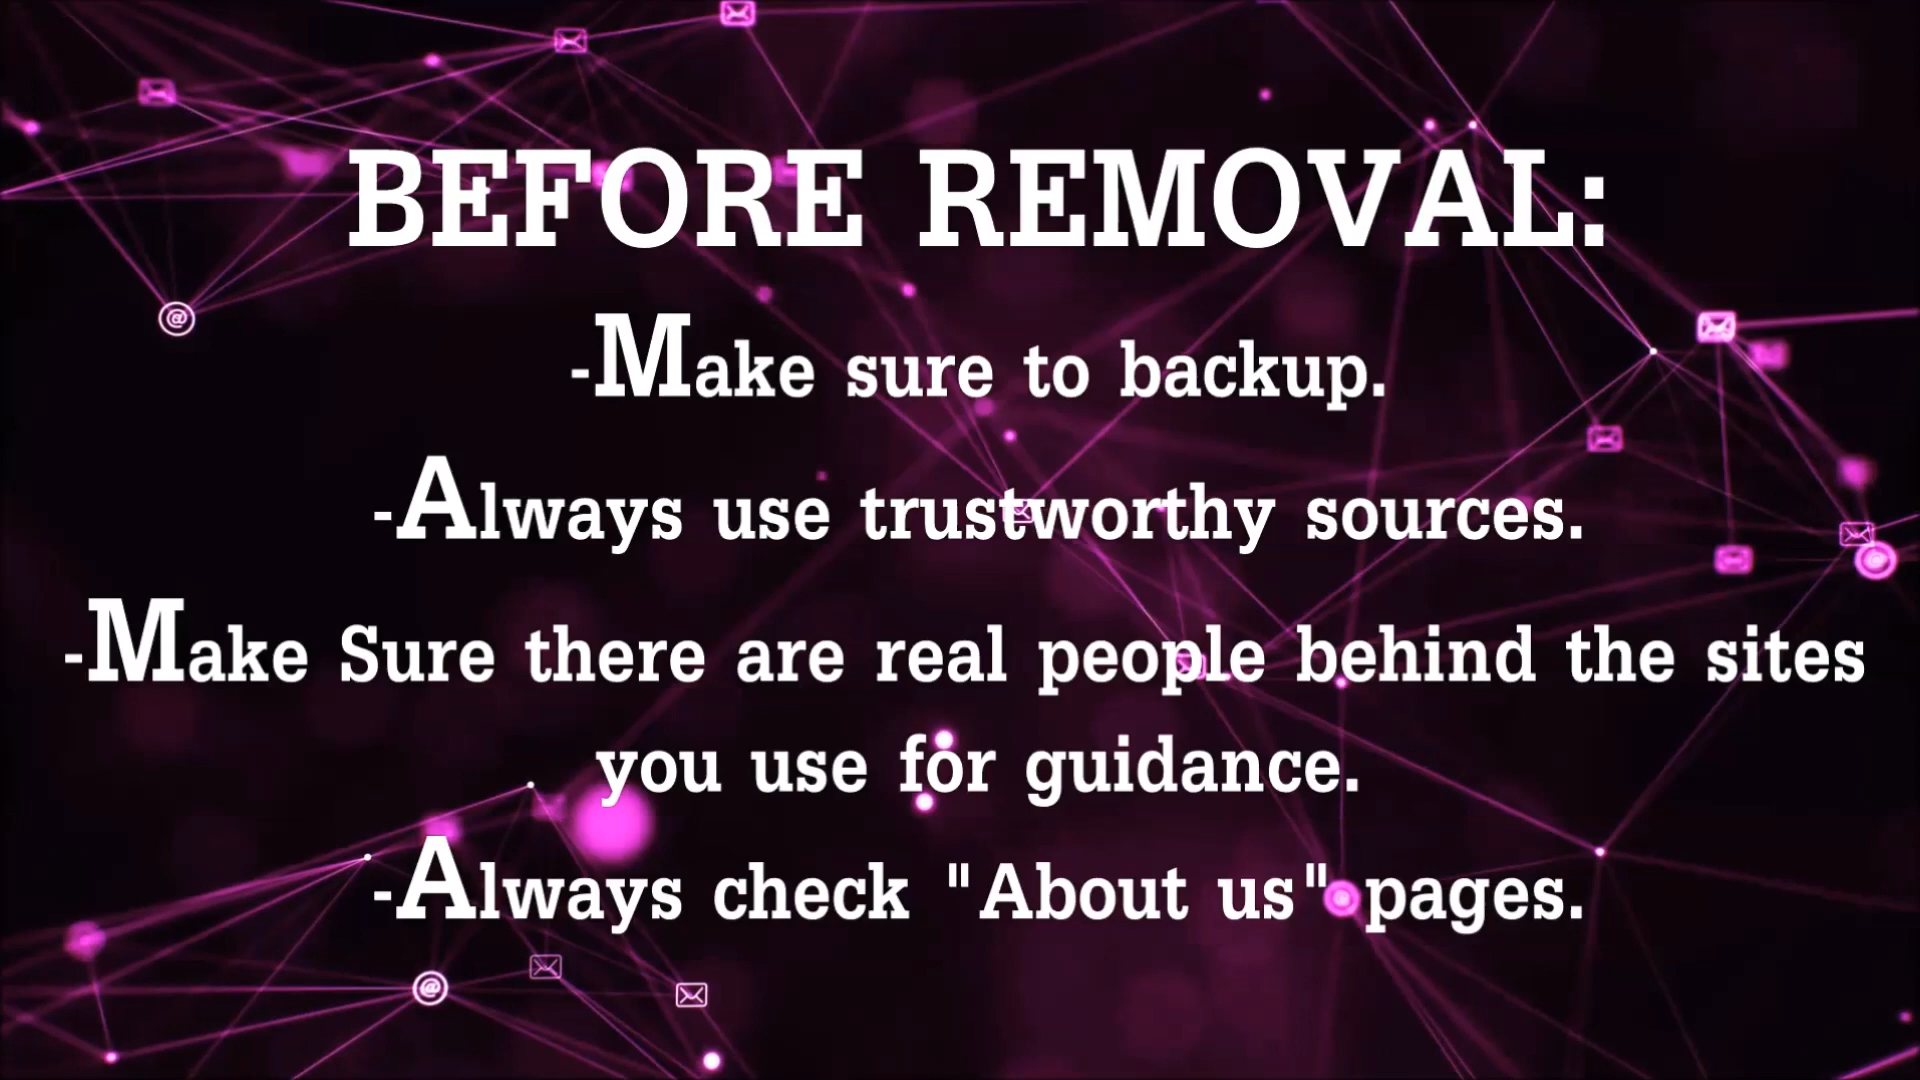 BEFORE REMOVAL:
-Make sure to backup.
-Always use trustworthy sources.
-Make Sure there are real people behind the sites
you use for guidance.
-Always check "About us" pages.